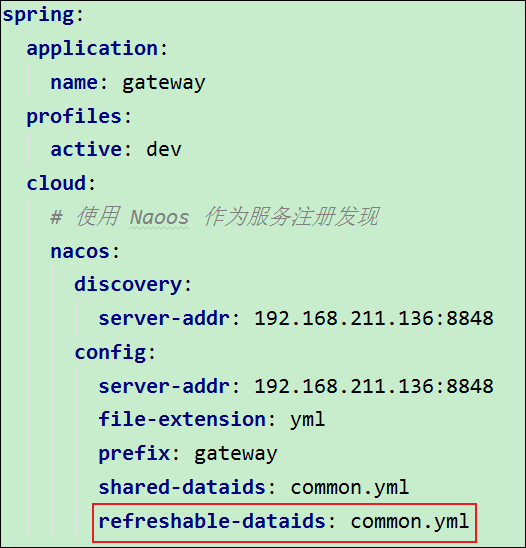 spring:
  application:
    name: gateway
  profiles:
    active: dev
  cloud:
    # 使用 Naoos 作为服务注册发现
    nacos:
      discovery:
        server-addr: 192.168.211.136:8848
      config:
        server-addr: 192.168.211.136:8848
        file-extension: yml
        prefix: gateway
        shared-dataids: common.yml
        refreshable-dataids: common.yml